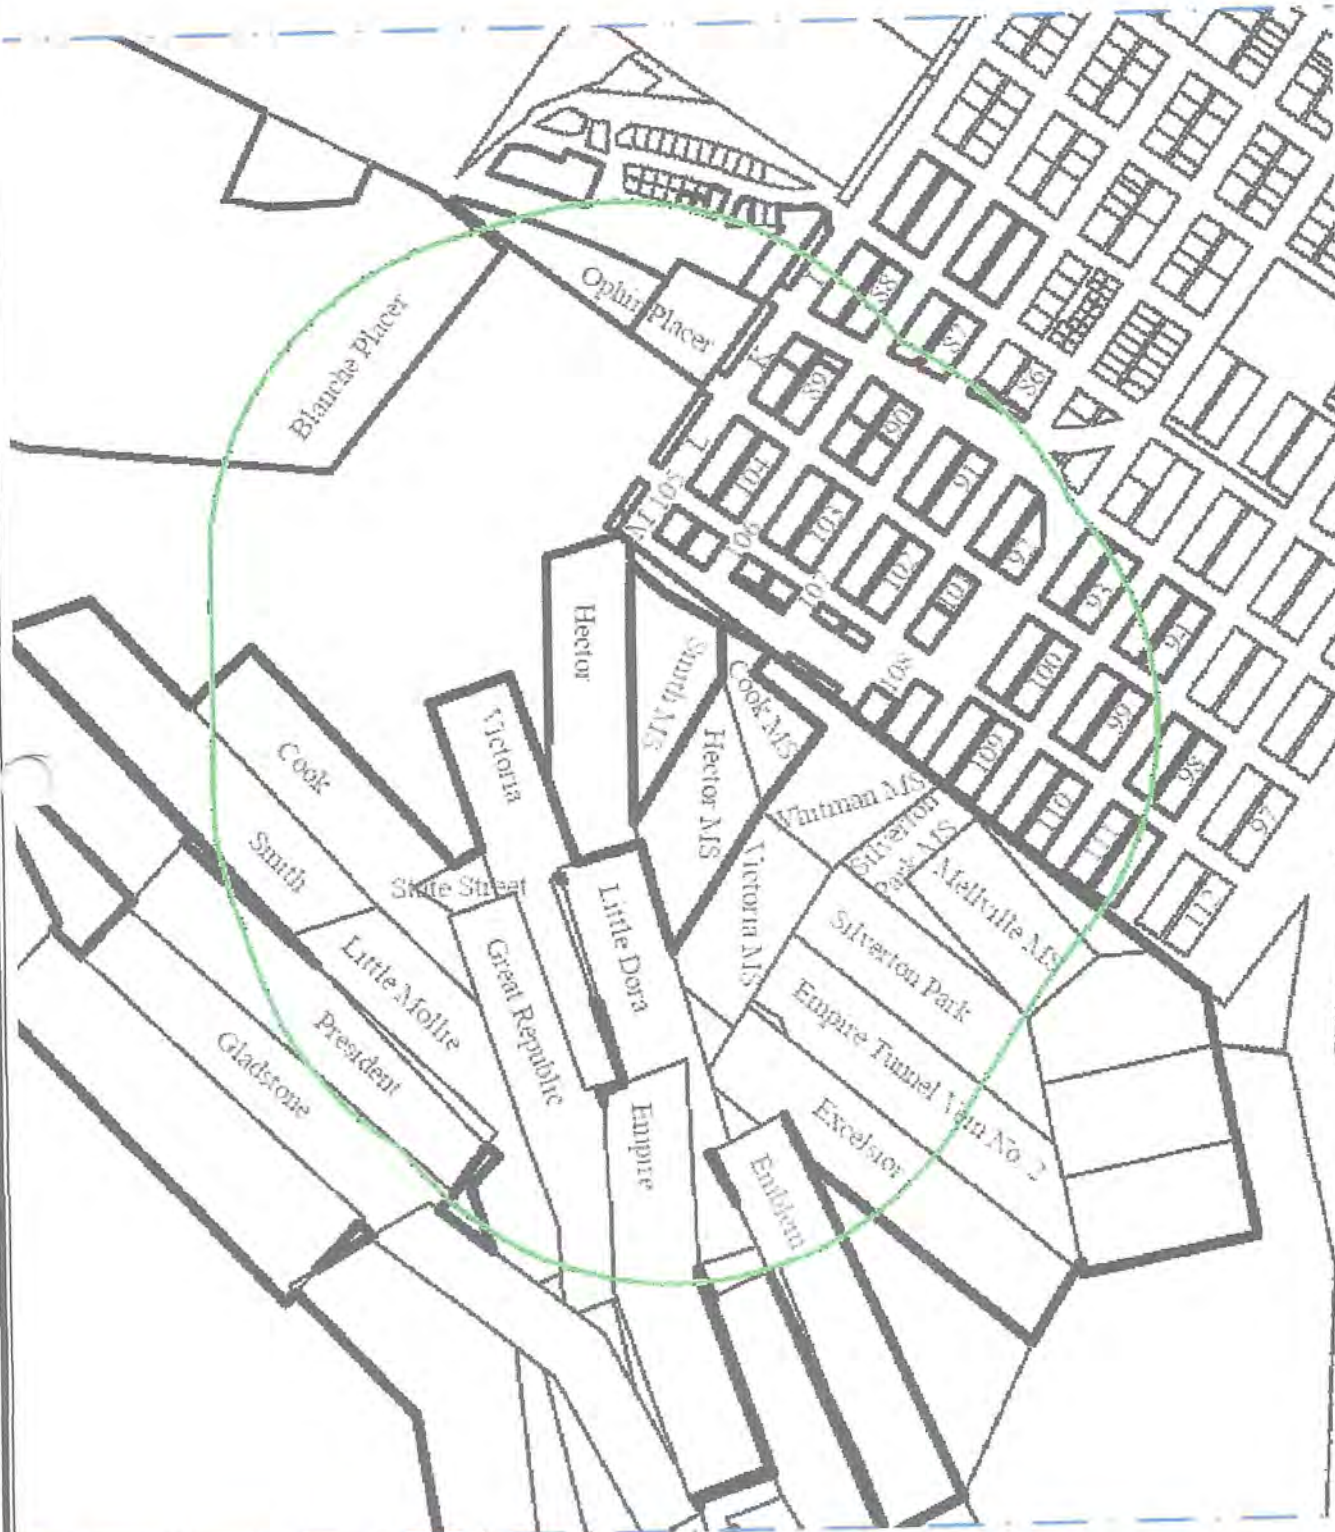 Ophir Placer
Blanche Placer
J
K
L
M
88
87
86
89
90
91
92
104
103
102
101
105
106
107
93
94
100
99
98
97
108
109
110
111
112
Hector
Smith MS
Cook MS
Hector MS
Victoria
Cook
Whitman MS
Silverton
Park MS
Mellville MS
Victoria MS
Smith
State Street
Little Dora
Silverton Park
Little Mollie
Great Republic
Empire Tunnel Vein No. 2
President
Gladstone
Empire
Excelsior
Emblem